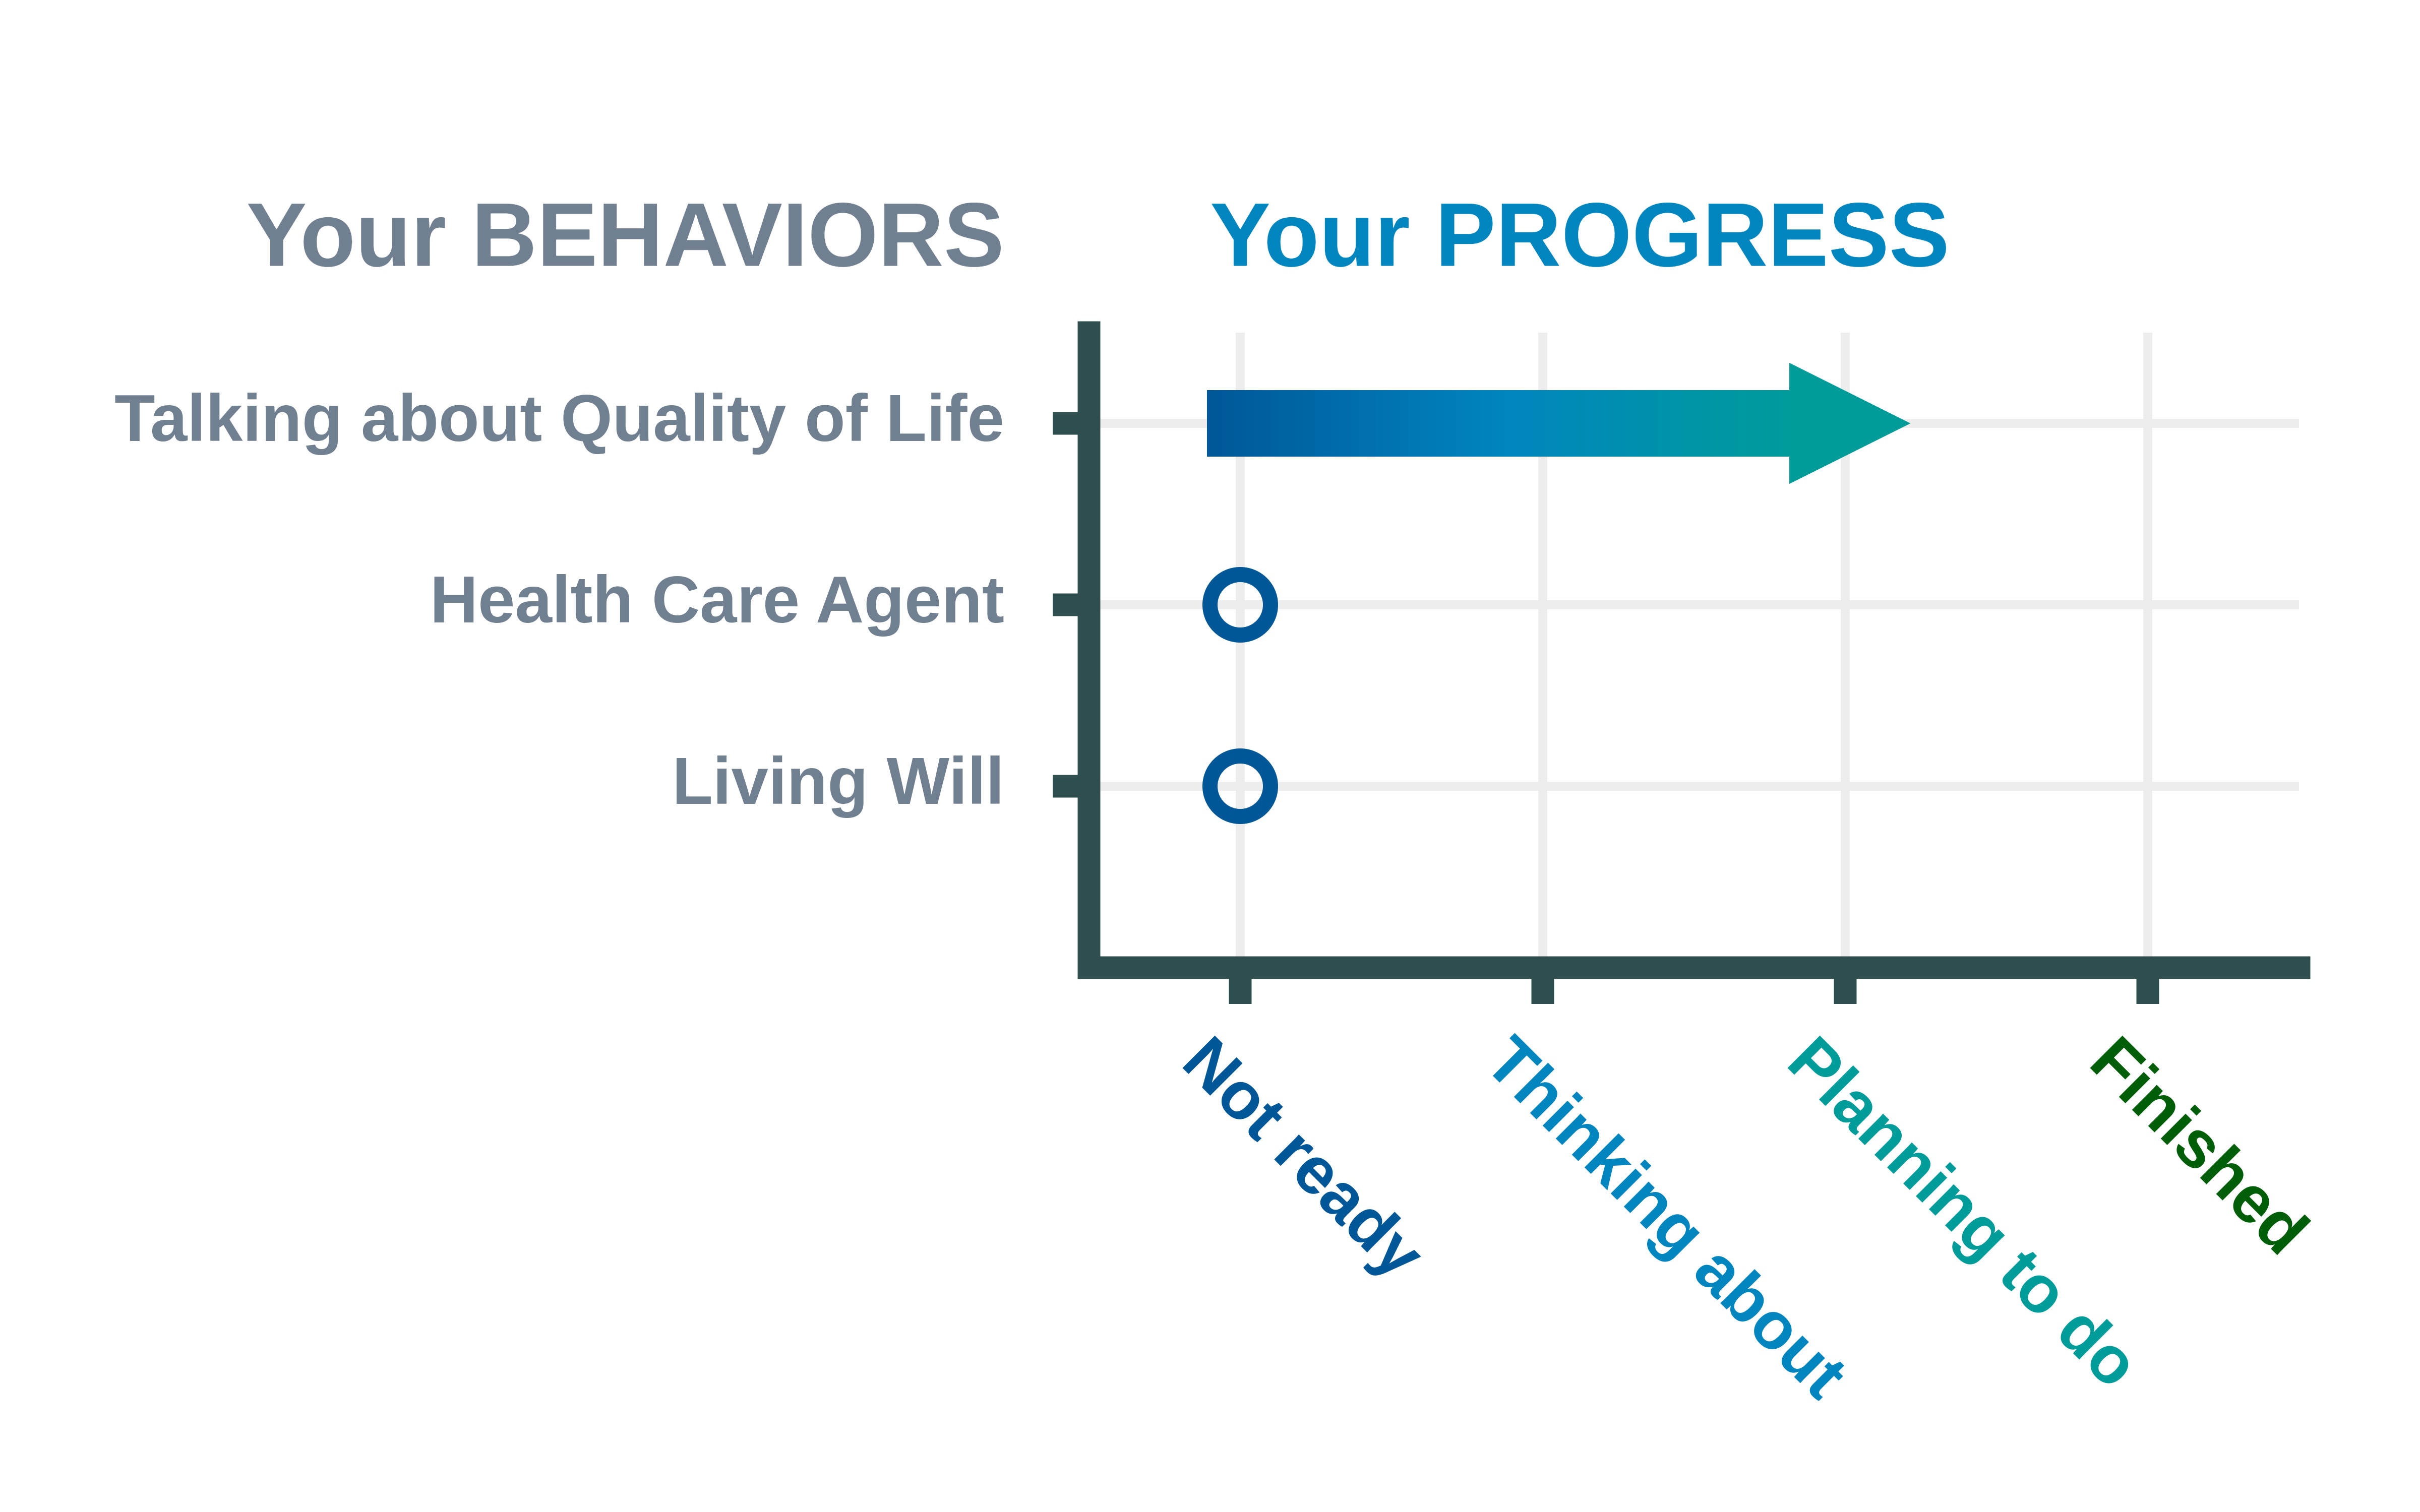 Your BEHAVIORS
Your PROGRESS
Talking about Quality of Life
Health Care Agent
Living Will
Not ready
Thinking about
Planning to do
Finished